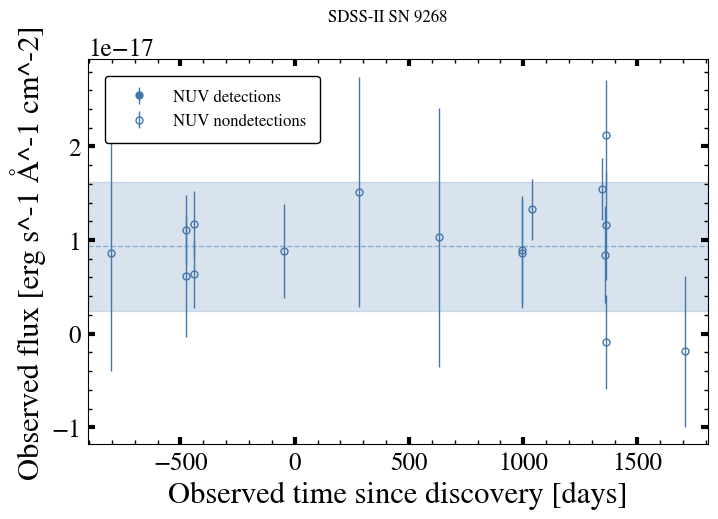 SDSS-II SN 9268
1e−17
NUV detections
NUV nondetections
2
1
0
−1
Observed flux [erg s^-1 Å^-1 cm^-2]
−500 0 500 1000 1500
Observed time since discovery [days]